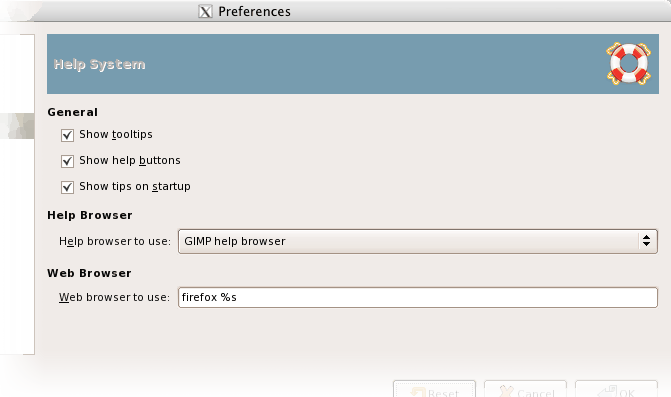 Preferences
Help System
General
Show tooltips
Show help buttons
Show tips on startup
Help Browser
Help browser to use: GIMP help browser
Web Browser
Web browser to use: firefox %s
Reset Cancel OK